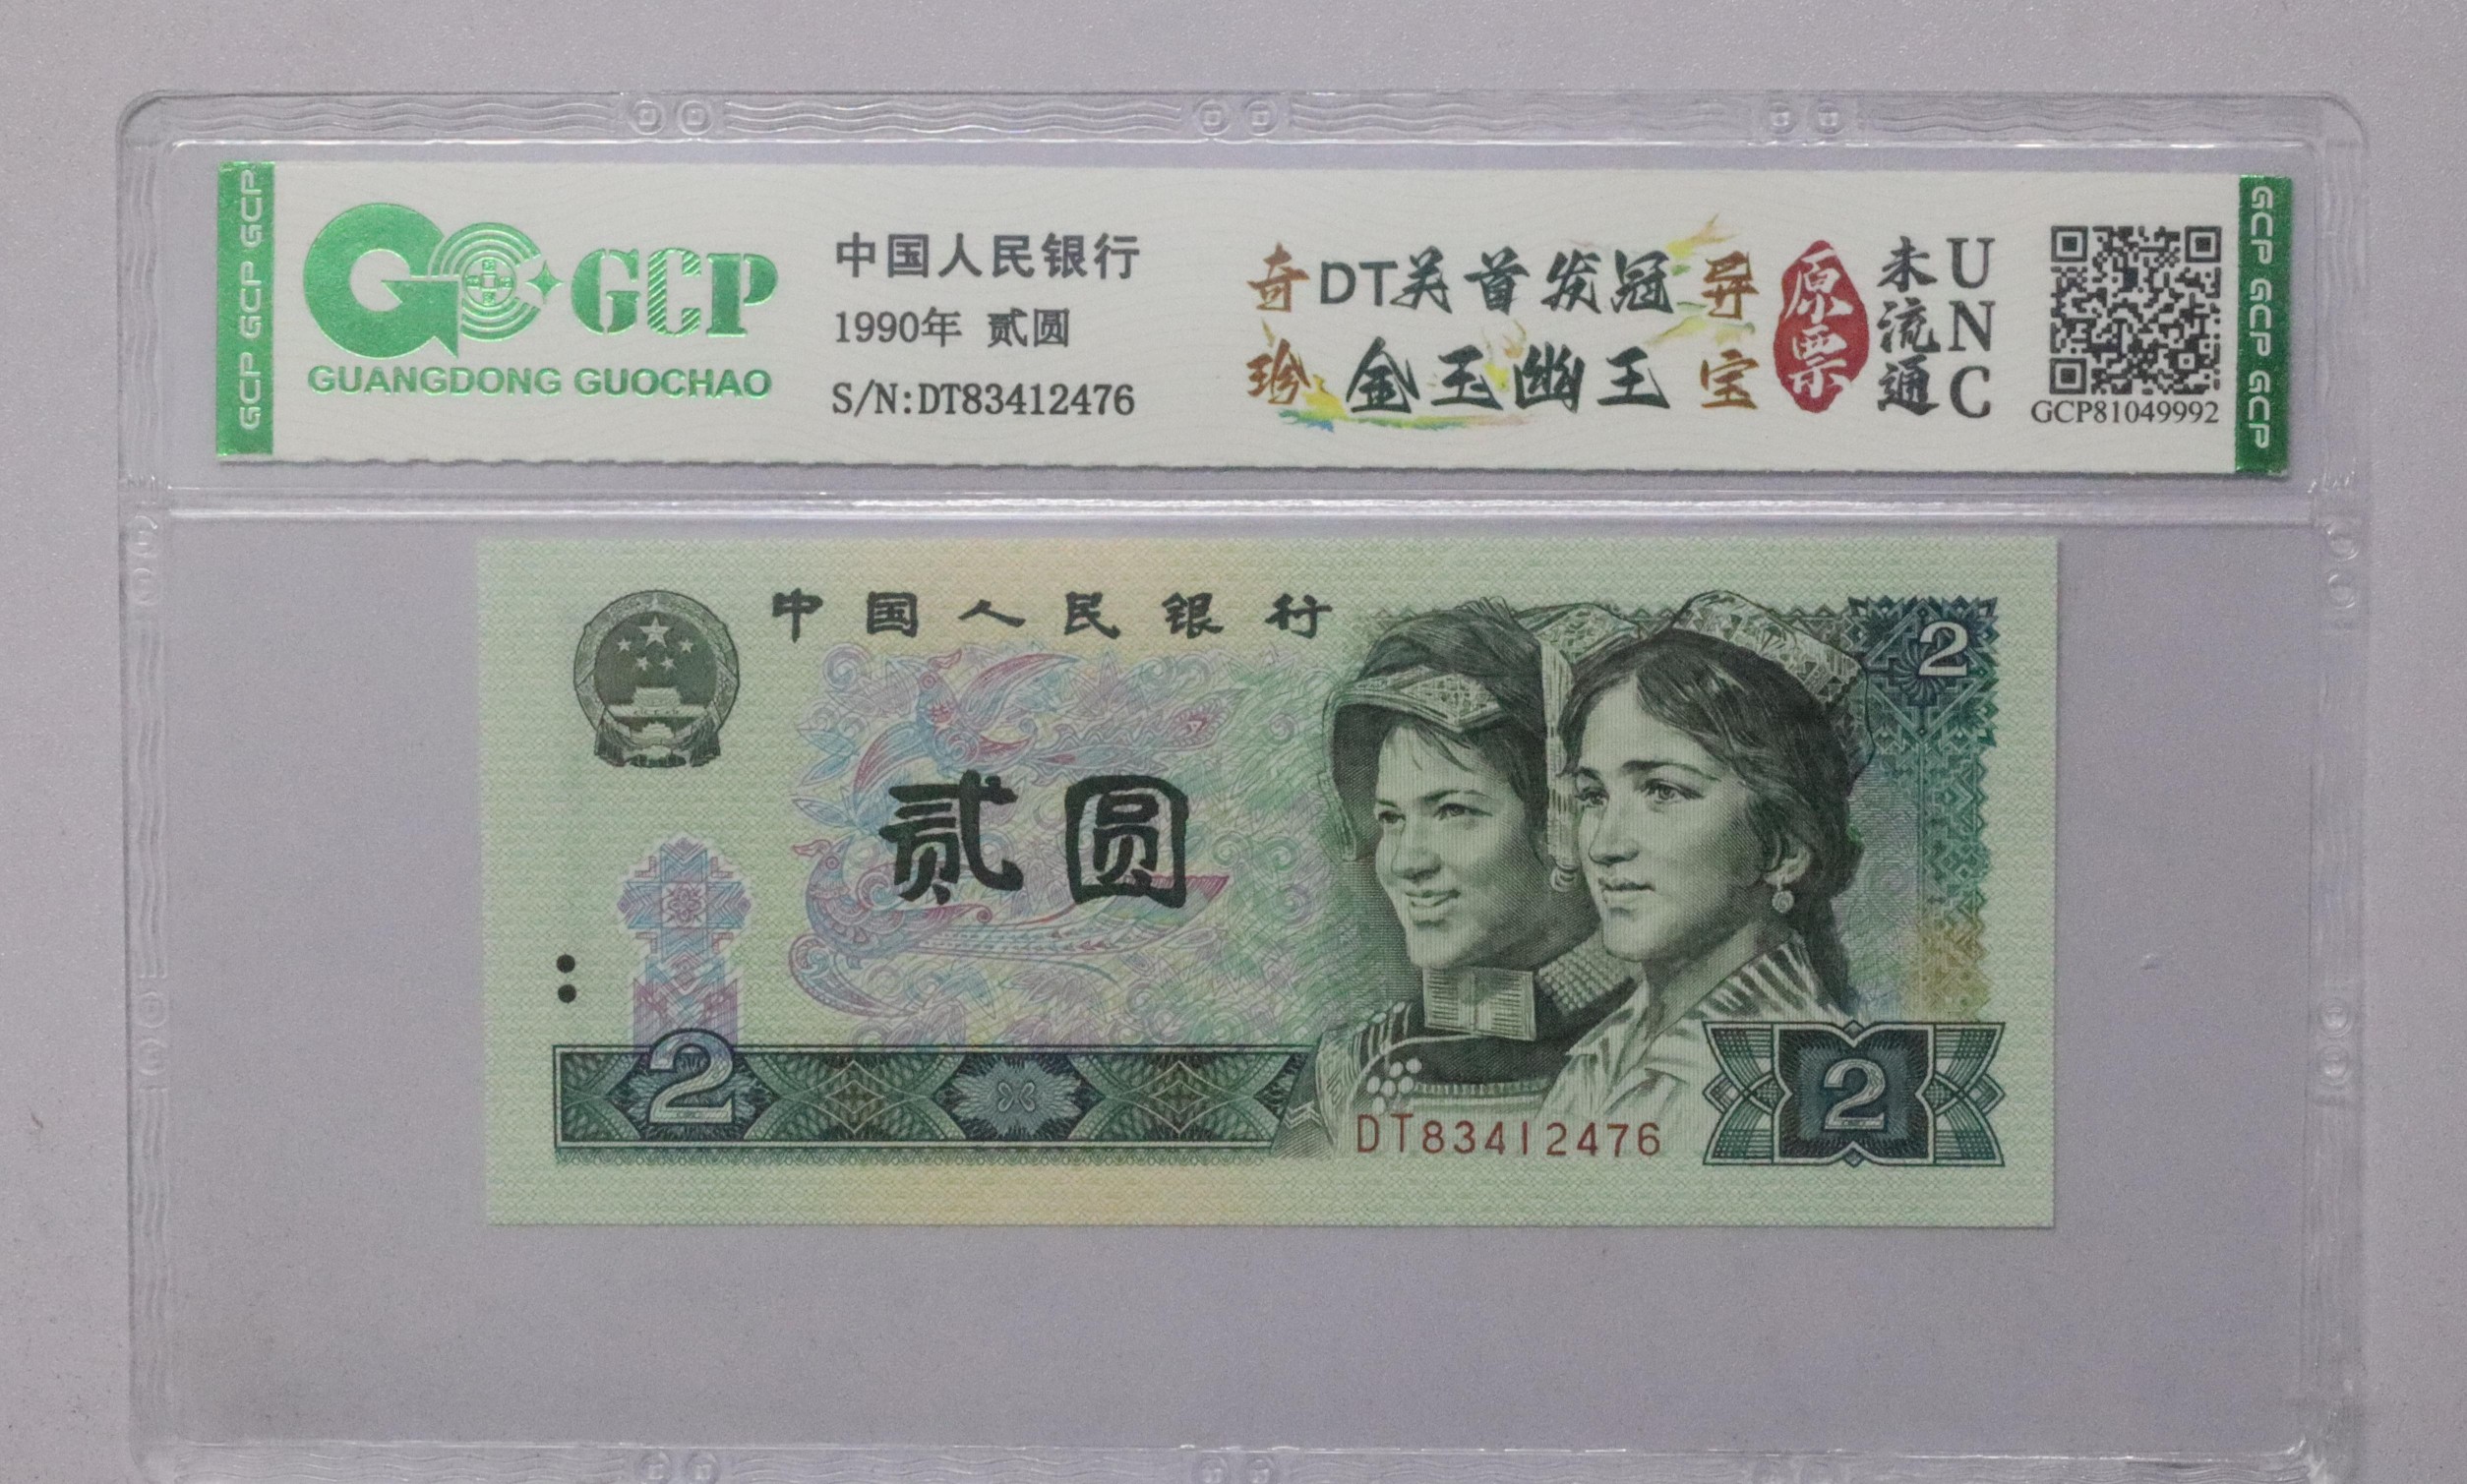 GCP GCP GCP
GCP
GUANGDONG GUOCHAO
中国人民银行
1990年 贰圆
S/N:DT83412476
奇 DT关首发冠 异
珍 金玉幽王 宝
原票
未流通
UNC
GCP81049992
GCP GCP GCP
中国人民银行
2
贰圆
2
DT83412476
2